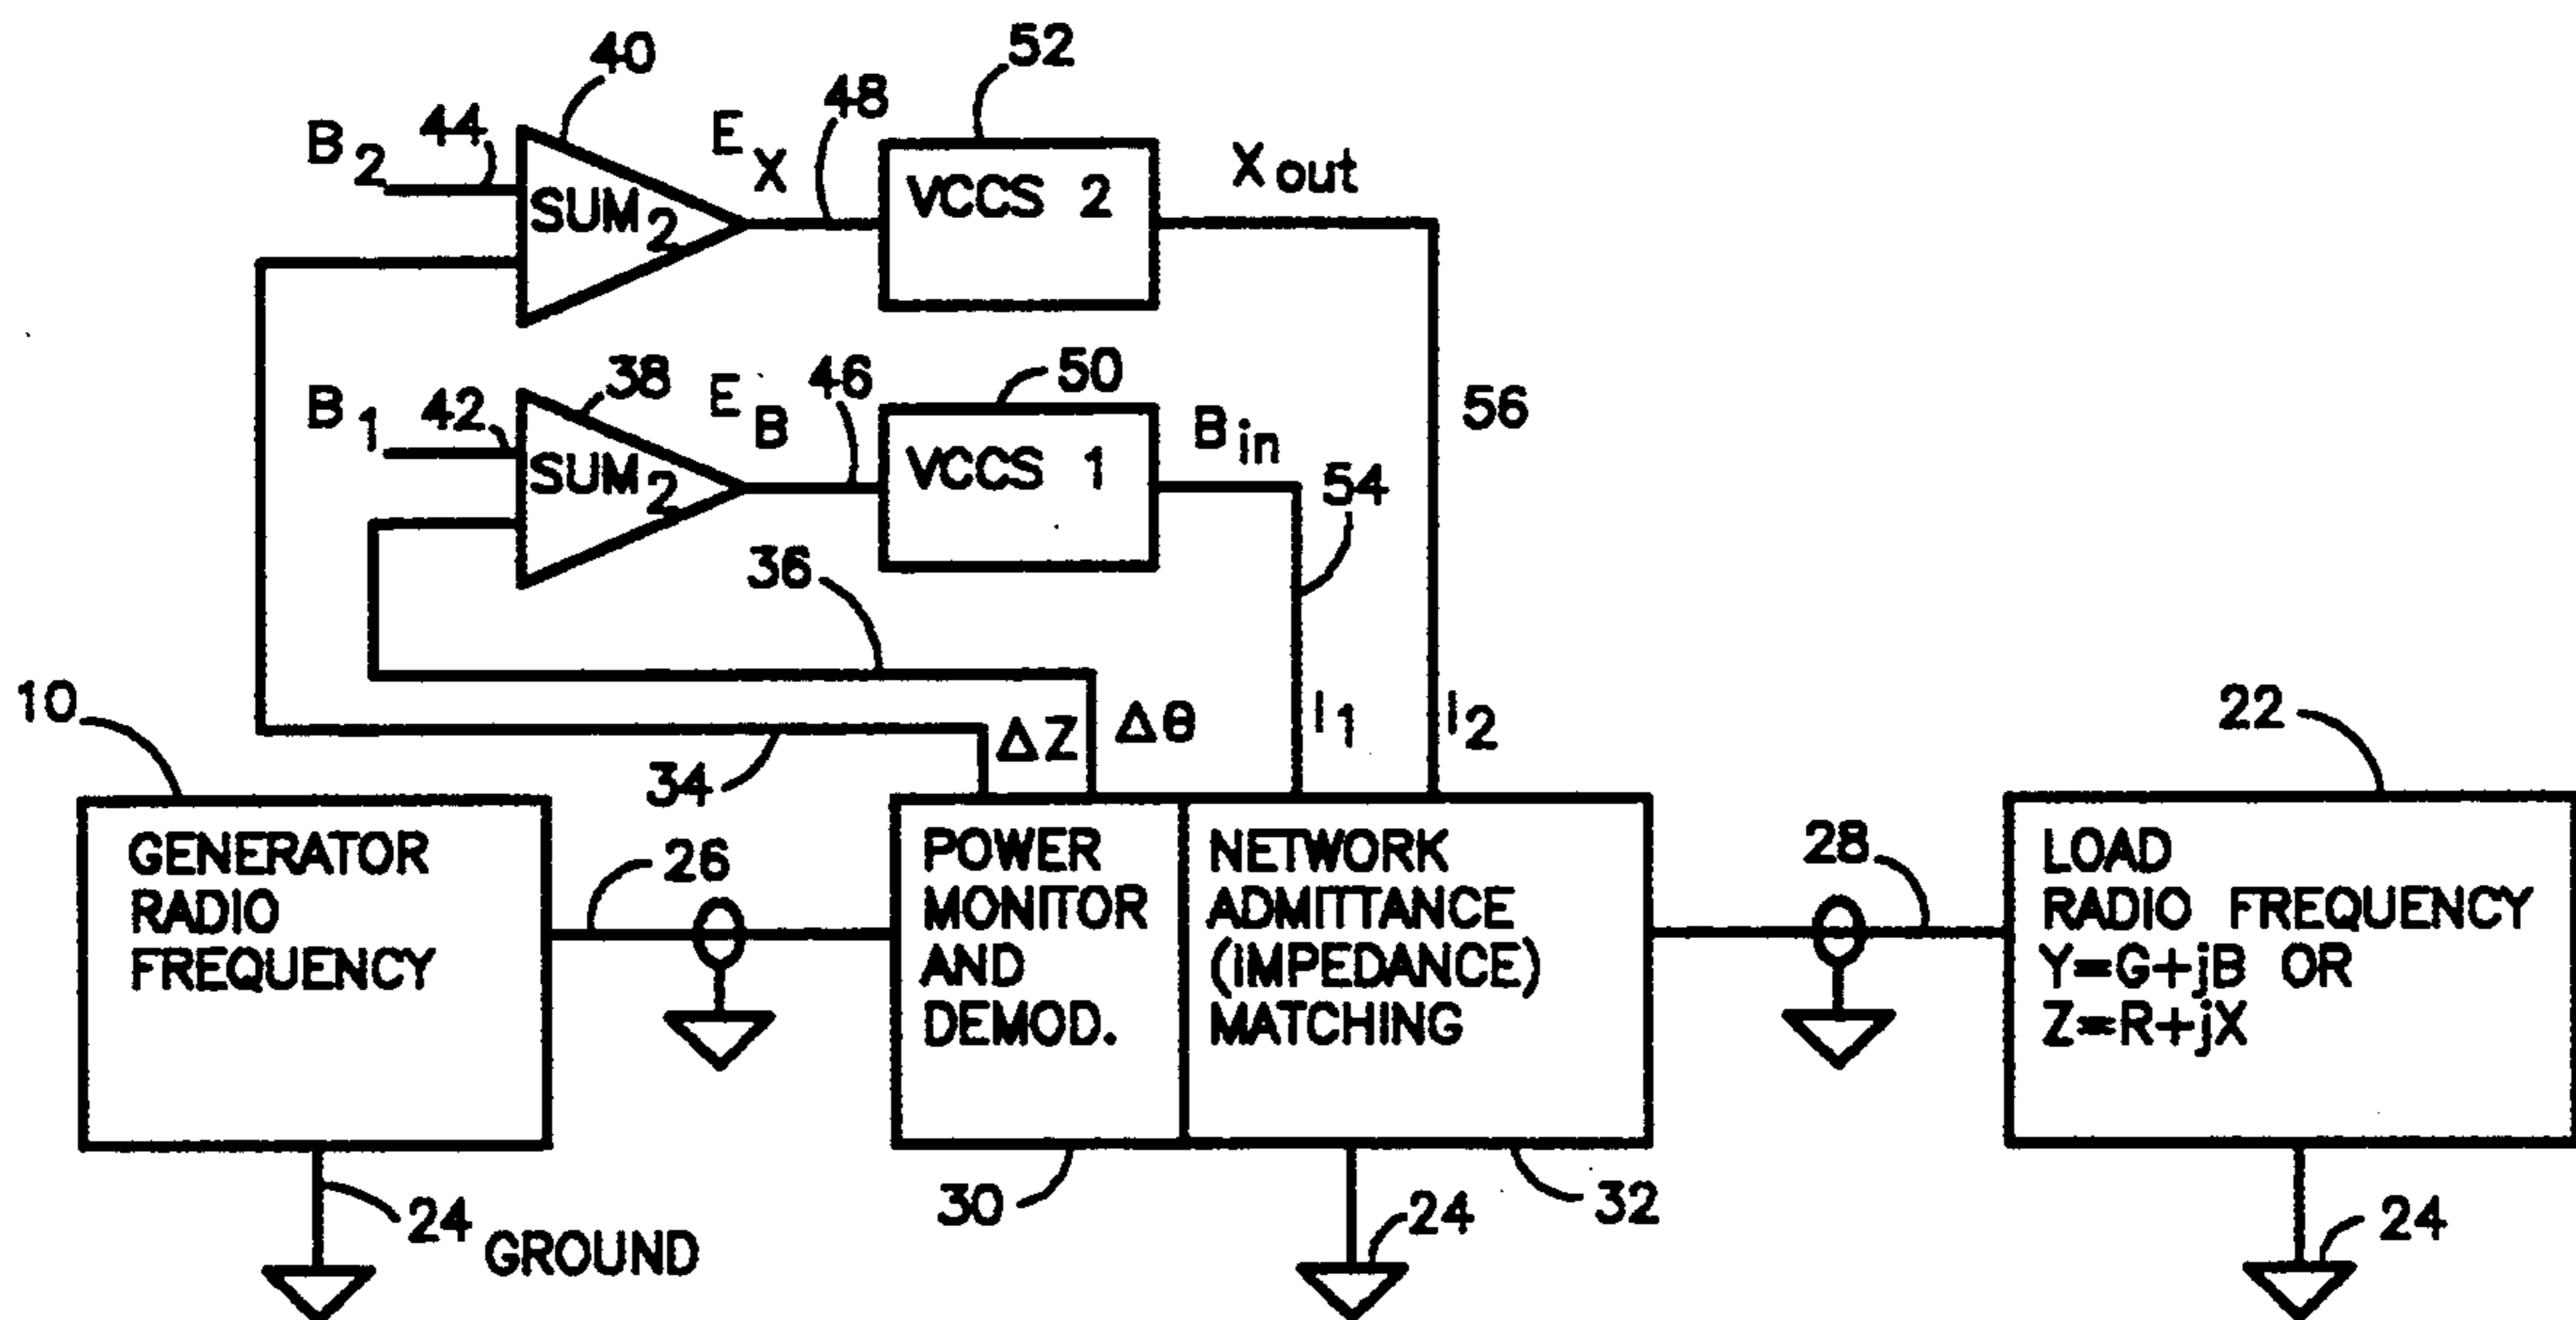 40
52
B2
44
SUM2
EX
48
VCCS 2
Xout
B1
42
38
SUM2
EB
46
50
VCCS 1
Bin
54
56
36
10
34
ΔZ
Δθ
I1
I2
22
GENERATOR
RADIO
FREQUENCY
26
POWER
MONITOR
AND
DEMOD.
NETWORK
ADMITTANCE
(IMPEDANCE)
MATCHING
28
LOAD
RADIO FREQUENCY
Y=G+jB OR
Z=R+jX
24
GROUND
30
24
32
24